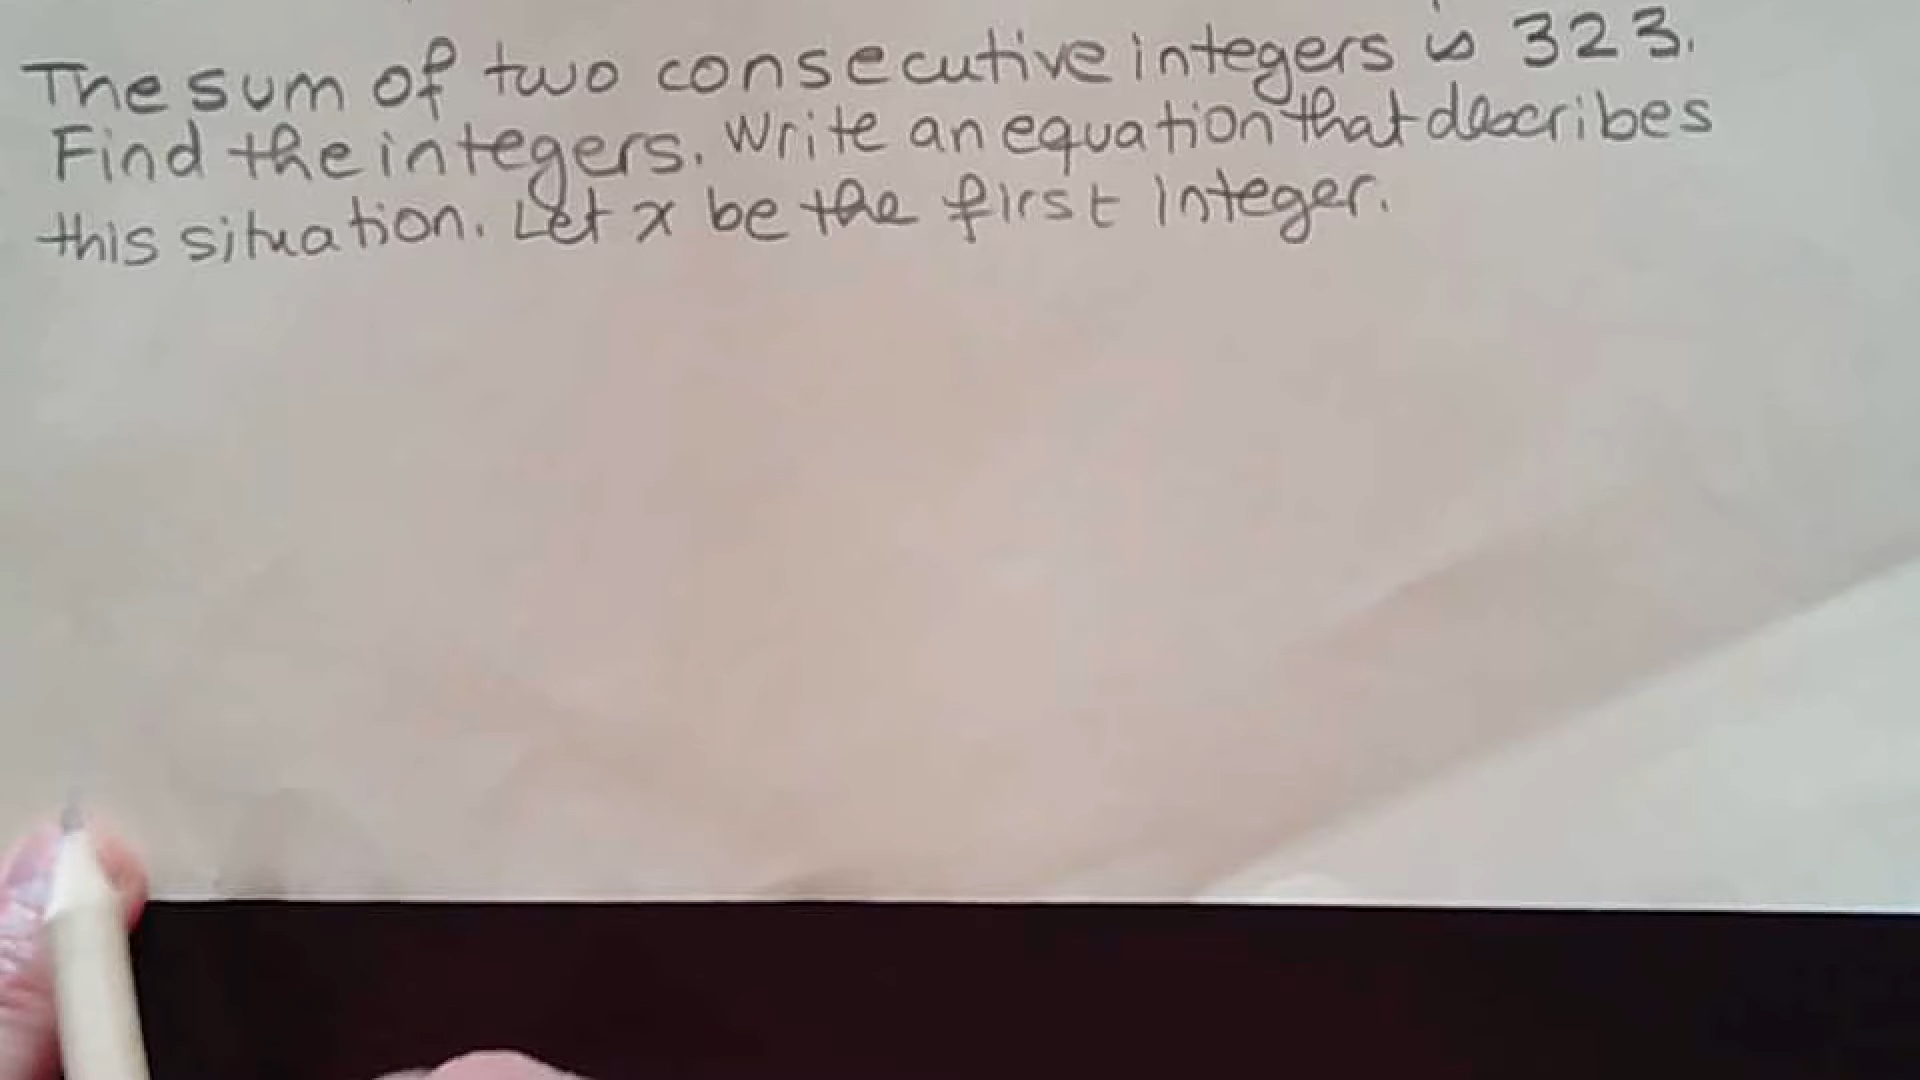 The sum of two consecutive integers is 323.
Find the integers. Write an equation that describes
this situation. Let x be the first integer.